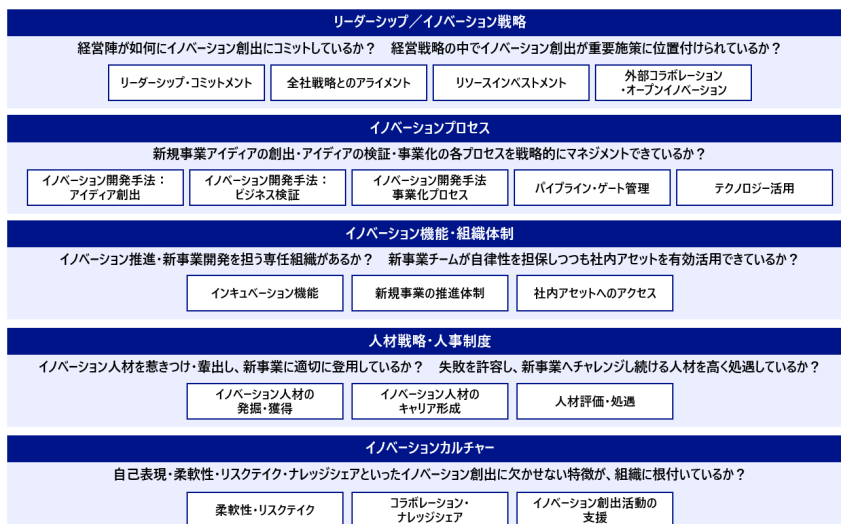 リーダーシップ／イノベーション戦略
経営陣が如何にイノベーション創出にコミットしているか？　経営戦略の中でイノベーション創出が重要施策に位置付けられているか？
リーダーシップ・コミットメント
全社戦略とのアライメント
リソースインベストメント
外部コラボレーション
・オープンイノベーション
イノベーションプロセス
新規事業アイディアの創出・アイディアの検証・事業化の各プロセスを戦略的にマネジメントできているか？
イノベーション開発手法：
アイディア創出
イノベーション開発手法：
ビジネス検証
イノベーション開発手法
事業化プロセス
パイプライン・ゲート管理
テクノロジー活用
イノベーション機能・組織体制
イノベーション推進・新事業開発を担う専任組織があるか？　新事業チームが自律性を担保しつつも社内アセットを有効活用できているか？
インキュベーション機能
新規事業の推進体制
社内アセットへのアクセス
人材戦略・人事制度
イノベーション人材を惹きつけ・輩出し、新事業に適切に登用しているか？　失敗を許容し、新事業へチャレンジし続ける人材を高く処遇しているか？
イノベーション人材の
発掘・獲得
イノベーション人材の
キャリア形成
人材評価・処遇
イノベーションカルチャー
自己表現・柔軟性・リスクテイク・ナレッジシェアといったイノベーション創出に欠かせない特徴が、組織に根付いているか？
柔軟性・リスクテイク
コラボレーション・
ナレッジシェア
イノベーション創出活動の
支援